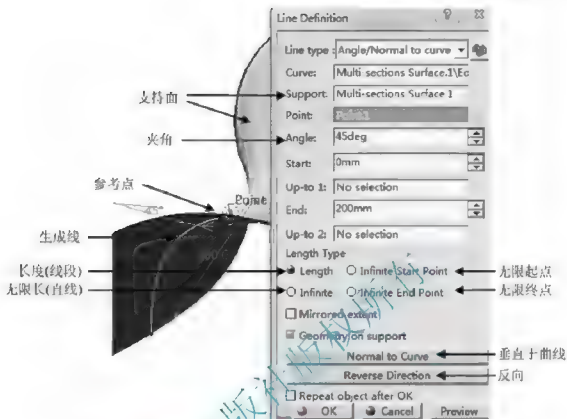 Line Definition
Line type : Angle/Normal to curve
Curve: Multi-sections Surface.1\Ed
支持面
Support: Multi-sections Surface 1
Point: Point.1
夹角
Angle: 45deg
Start: 0mm
参考点
Point
Up-to 1: No selection
生成线
End: 200mm
Up-to 2: No selection
Length Type
长度(线段)
Length Infinite Start Point
无限起点
无限长(直线)
Infinite Infinite End Point
无限终点
Mirrored extent
Geometry on support
Normal to Curve
垂直于曲线
Reverse Direction
反向
Repeat object after OK
OK Cancel Preview